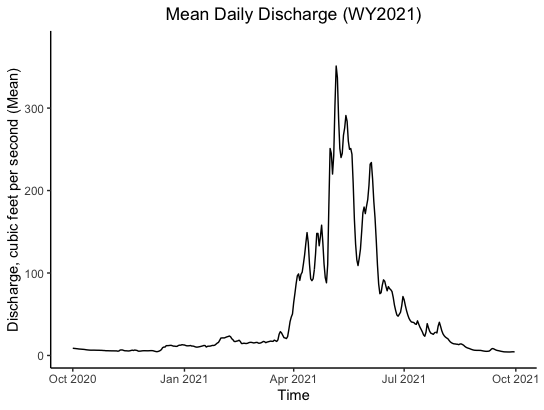 Mean Daily Discharge (WY2021)
Discharge, cubic feet per second (Mean)
300
200
100
0
Oct 2020 Jan 2021 Apr 2021 Jul 2021 Oct 2021
Time